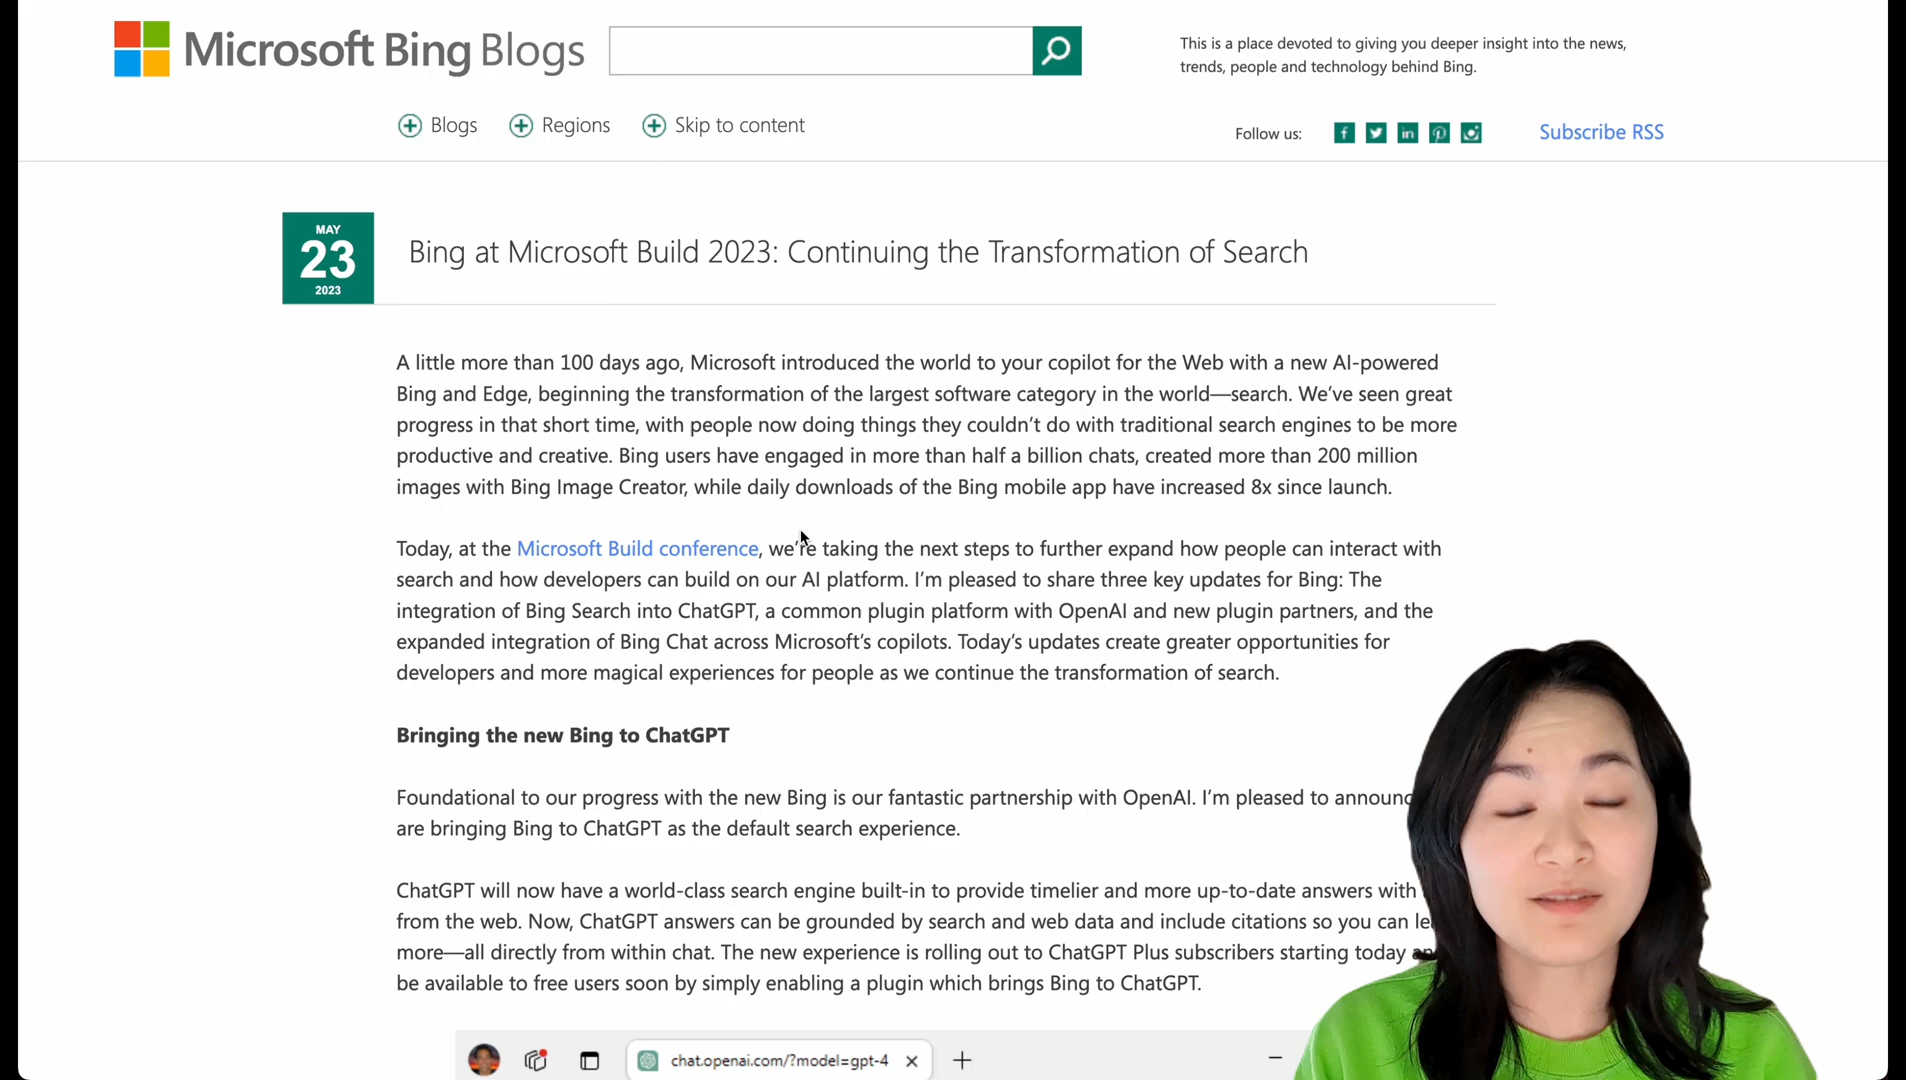 Microsoft Bing Blogs
This is a place devoted to giving you deeper insight into the news,
trends, people and technology behind Bing.
Blogs
Regions
Skip to content
Follow us:
Subscribe RSS
MAY
23
2023
Bing at Microsoft Build 2023: Continuing the Transformation of Search
A little more than 100 days ago, Microsoft introduced the world to your copilot for the Web with a new AI-powered
Bing and Edge, beginning the transformation of the largest software category in the world—search. We've seen great
progress in that short time, with people now doing things they couldn't do with traditional search engines to be more
productive and creative. Bing users have engaged in more than half a billion chats, created more than 200 million
images with Bing Image Creator, while daily downloads of the Bing mobile app have increased 8x since launch.
Today, at the Microsoft Build conference, we're taking the next steps to further expand how people can interact with
search and how developers can build on our AI platform. I'm pleased to share three key updates for Bing: The
integration of Bing Search into ChatGPT, a common plugin platform with OpenAI and new plugin partners, and the
expanded integration of Bing Chat across Microsoft's copilots. Today's updates create greater opportunities for
developers and more magical experiences for people as we continue the transformation of search.
Bringing the new Bing to ChatGPT
Foundational to our progress with the new Bing is our fantastic partnership with OpenAI. I'm pleased to announc
are bringing Bing to ChatGPT as the default search experience.
ChatGPT will now have a world-class search engine built-in to provide timelier and more up-to-date answers with
from the web. Now, ChatGPT answers can be grounded by search and web data and include citations so you can le
more—all directly from within chat. The new experience is rolling out to ChatGPT Plus subscribers starting today
be available to free users soon by simply enabling a plugin which brings Bing to ChatGPT.
chat.openai.com/?model=gpt-4